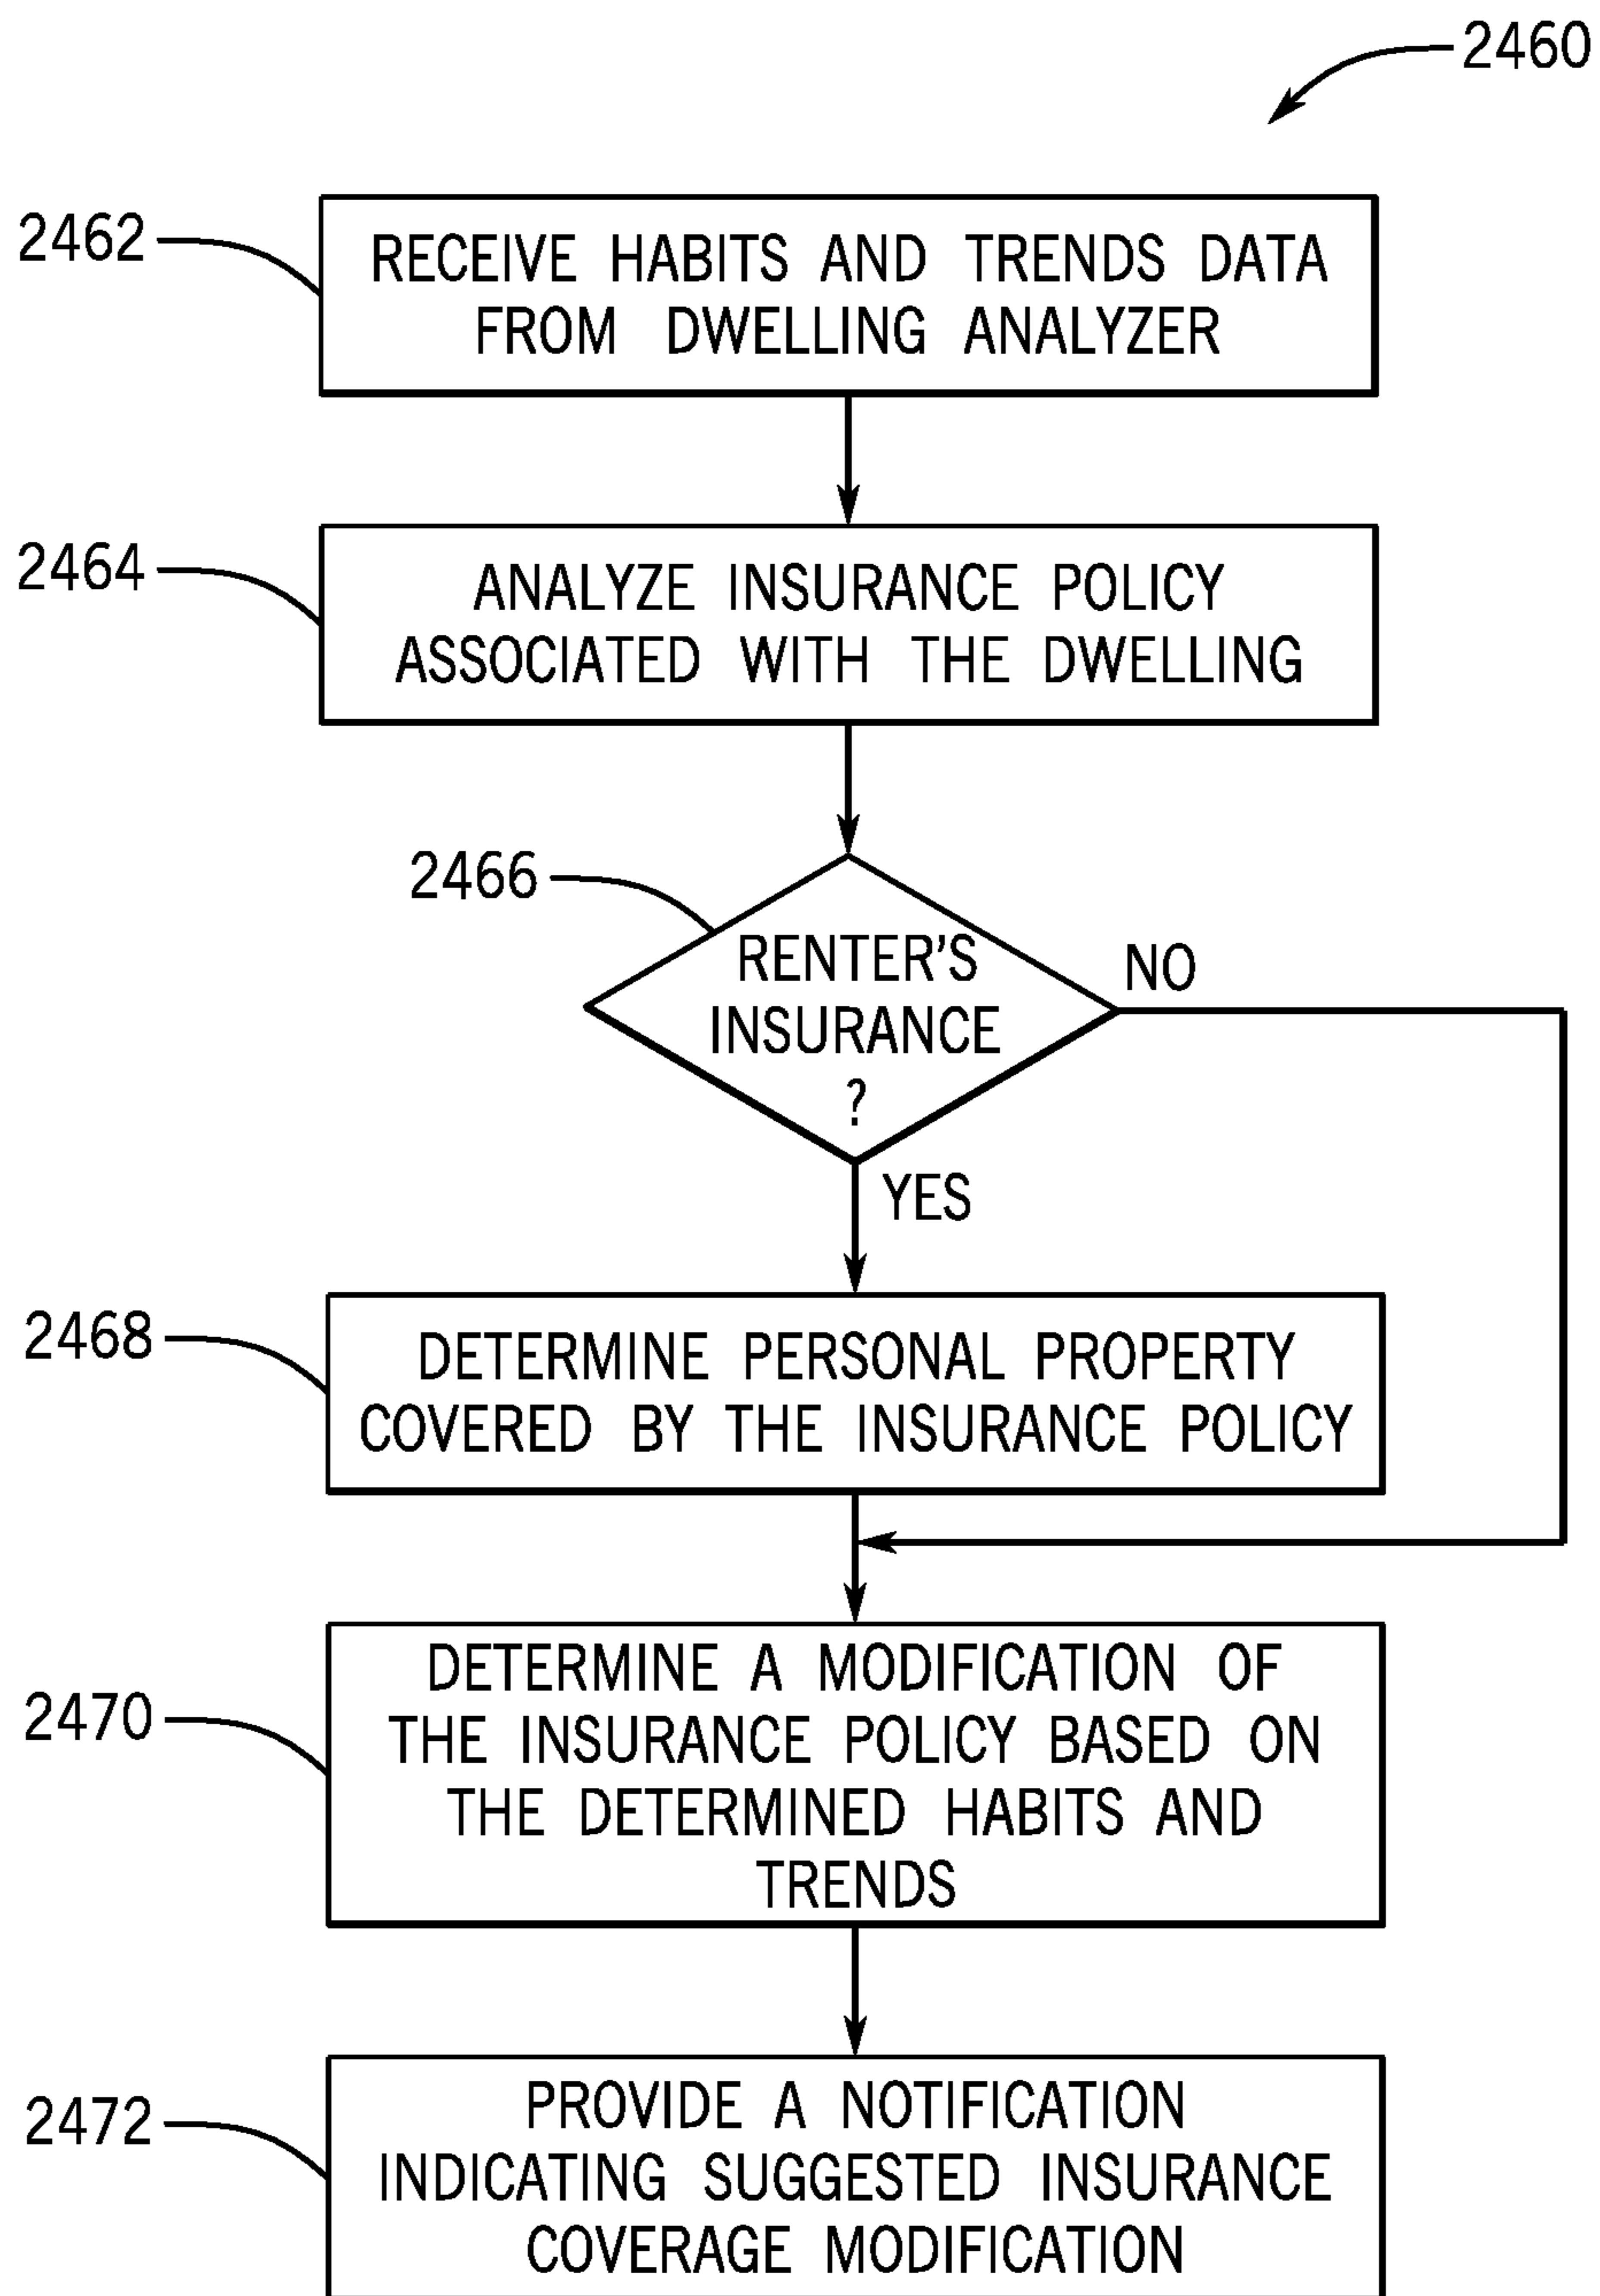 2460
2462
RECEIVE HABITS AND TRENDS DATA
FROM DWELLING ANALYZER
2464
ANALYZE INSURANCE POLICY
ASSOCIATED WITH THE DWELLING
2466
RENTER'S
INSURANCE
?
NO
YES
2468
DETERMINE PERSONAL PROPERTY
COVERED BY THE INSURANCE POLICY
2470
DETERMINE A MODIFICATION OF
THE INSURANCE POLICY BASED ON
THE DETERMINED HABITS AND
TRENDS
2472
PROVIDE A NOTIFICATION
INDICATING SUGGESTED INSURANCE
COVERAGE MODIFICATION